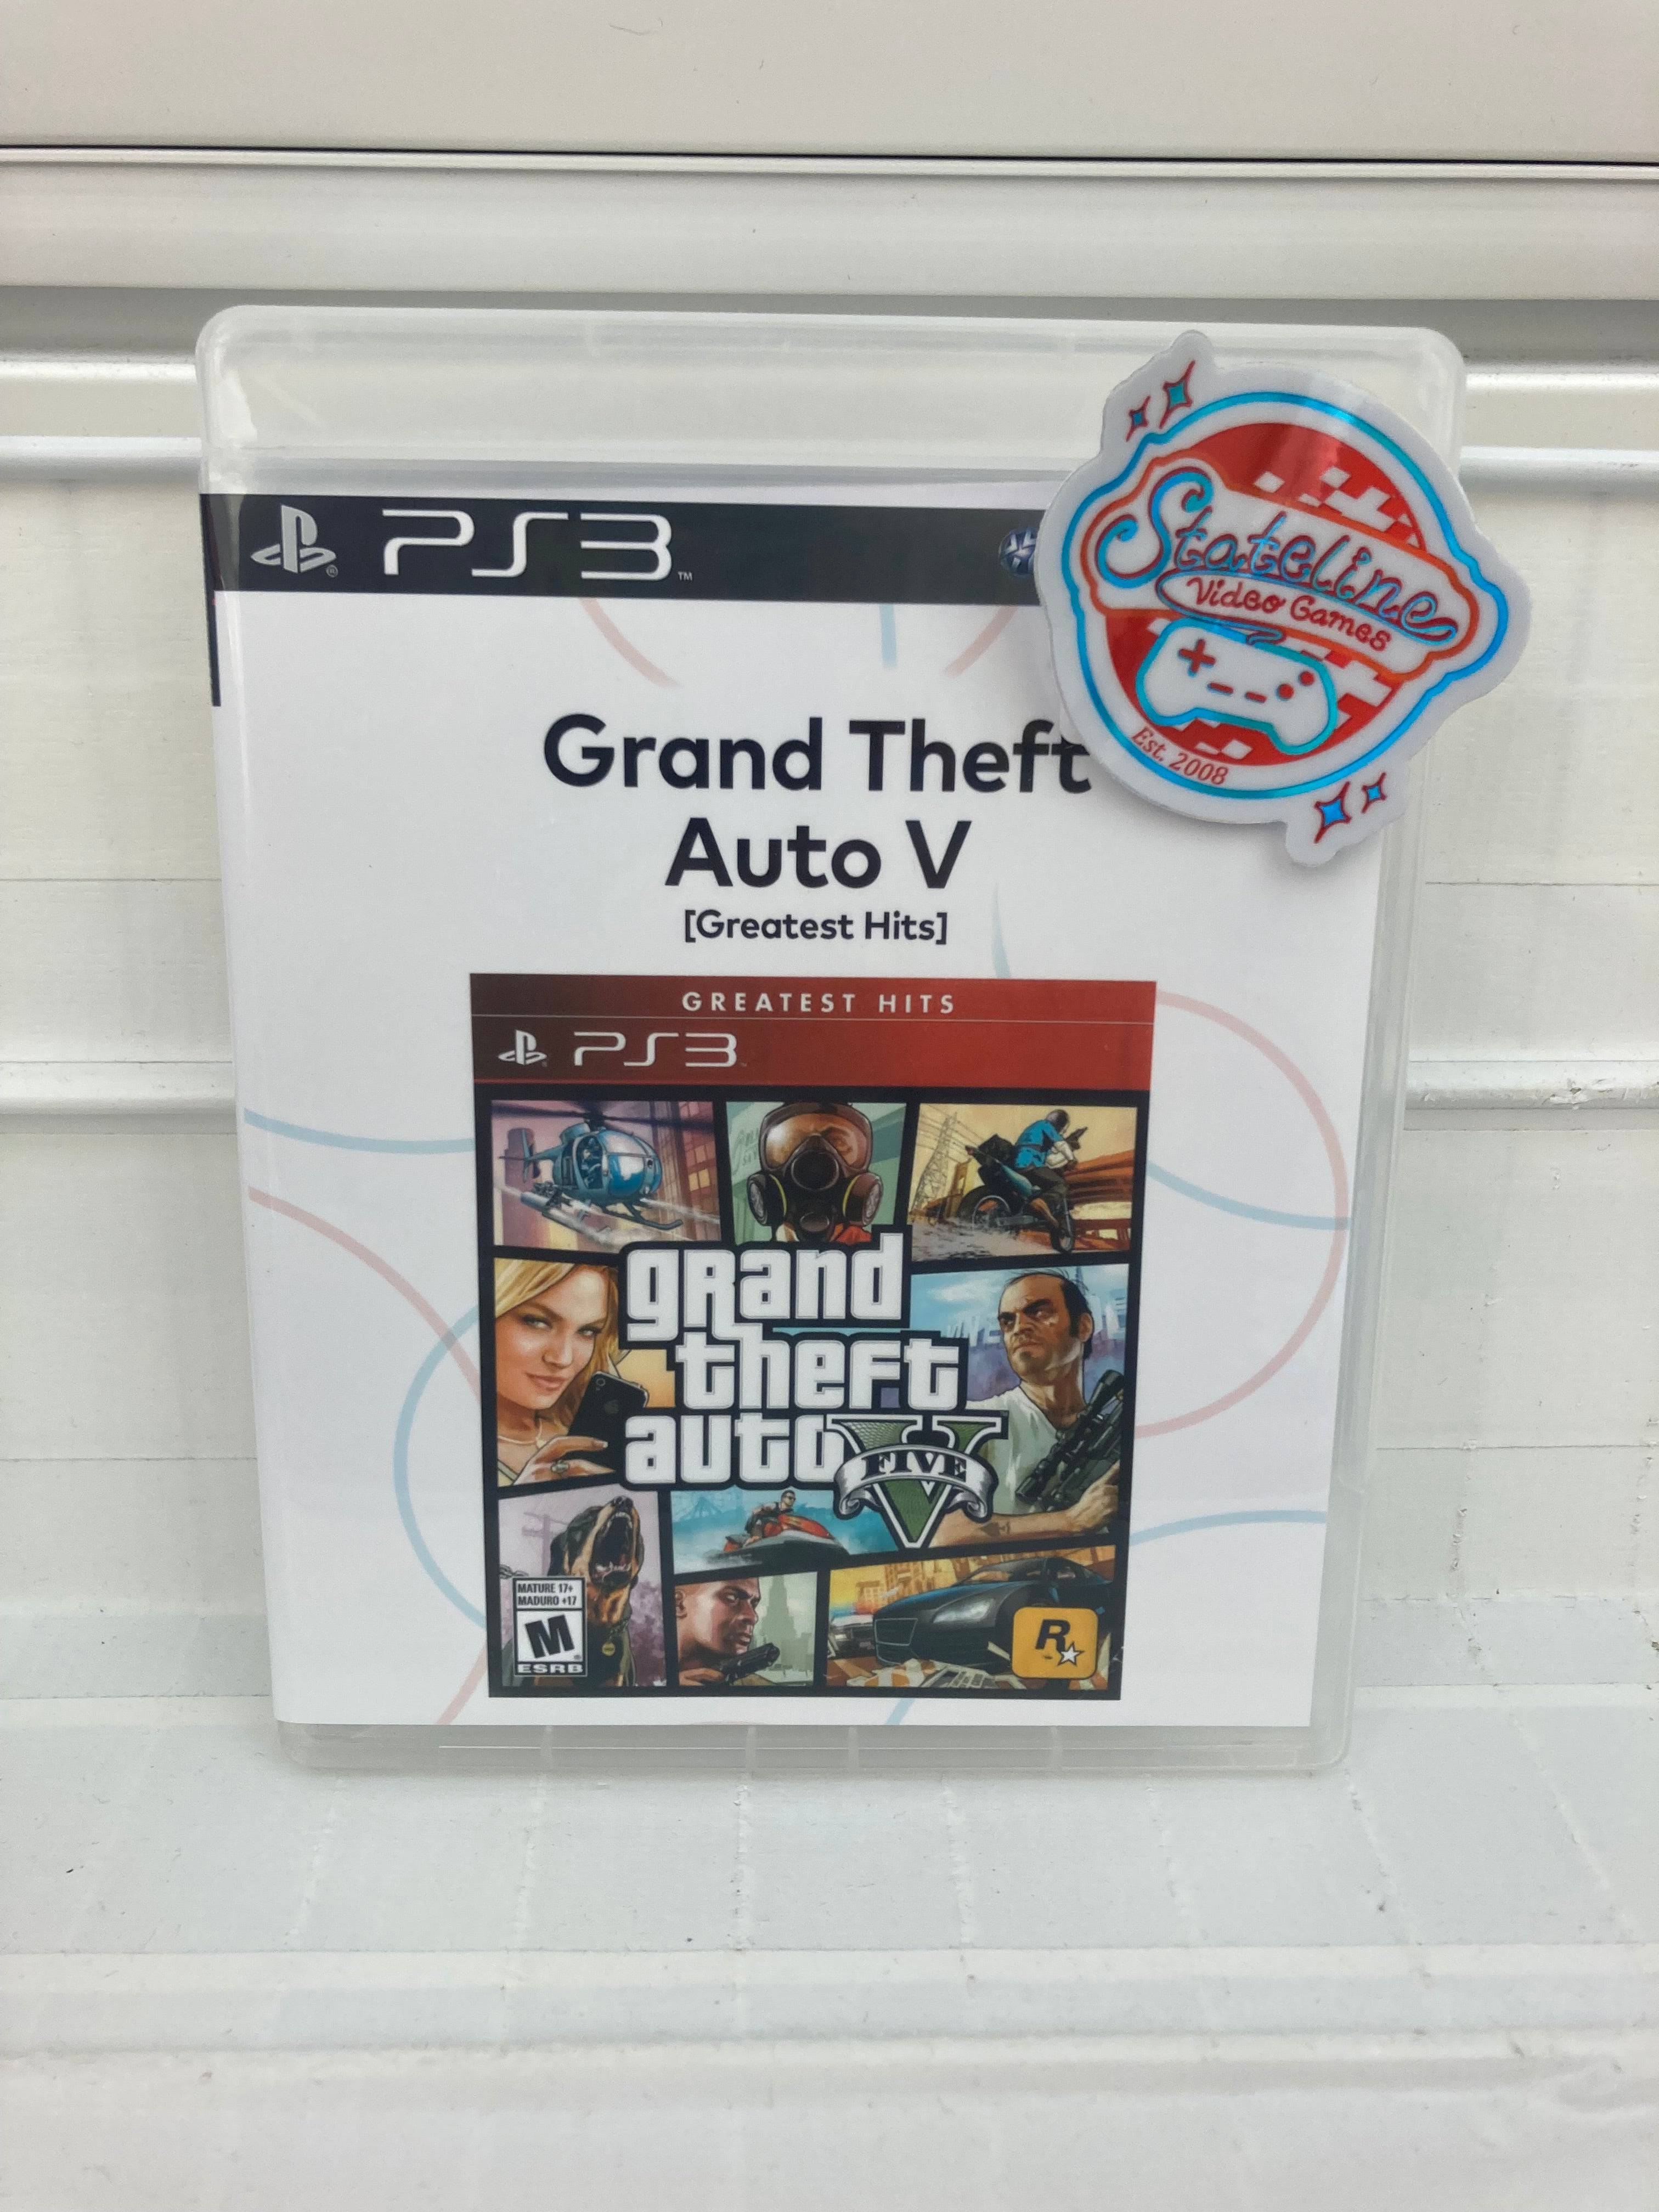 PS3™
Stateline
Video Games
Est. 2008
Grand Theft
Auto V
[Greatest Hits]
GREATEST HITS
PS3
grand
theft
auto V
FIVE
MATURE 17+
MADURO +17
M
ESRB
R